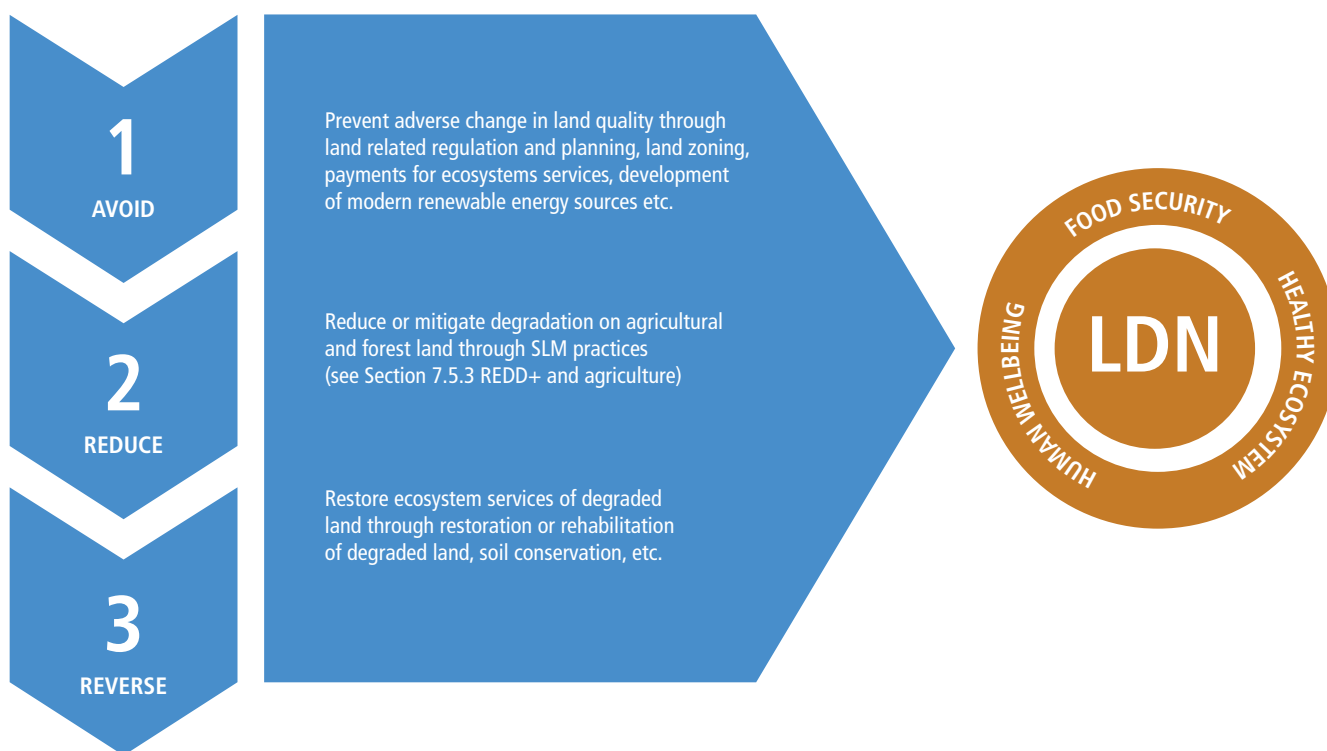 1
AVOID
Prevent adverse change in land quality through
land related regulation and planning, land zoning,
payments for ecosystems services, development
of modern renewable energy sources etc.
2
REDUCE
Reduce or mitigate degradation on agricultural
and forest land through SLM practices
(see Section 7.5.3 REDD+ and agriculture)
3
REVERSE
Restore ecosystem services of degraded
land through restoration or rehabilitation
of degraded land, soil conservation, etc.
FOOD SECURITY
HEALTHY ECOSYSTEM
HUMAN WELLBEING
LDN